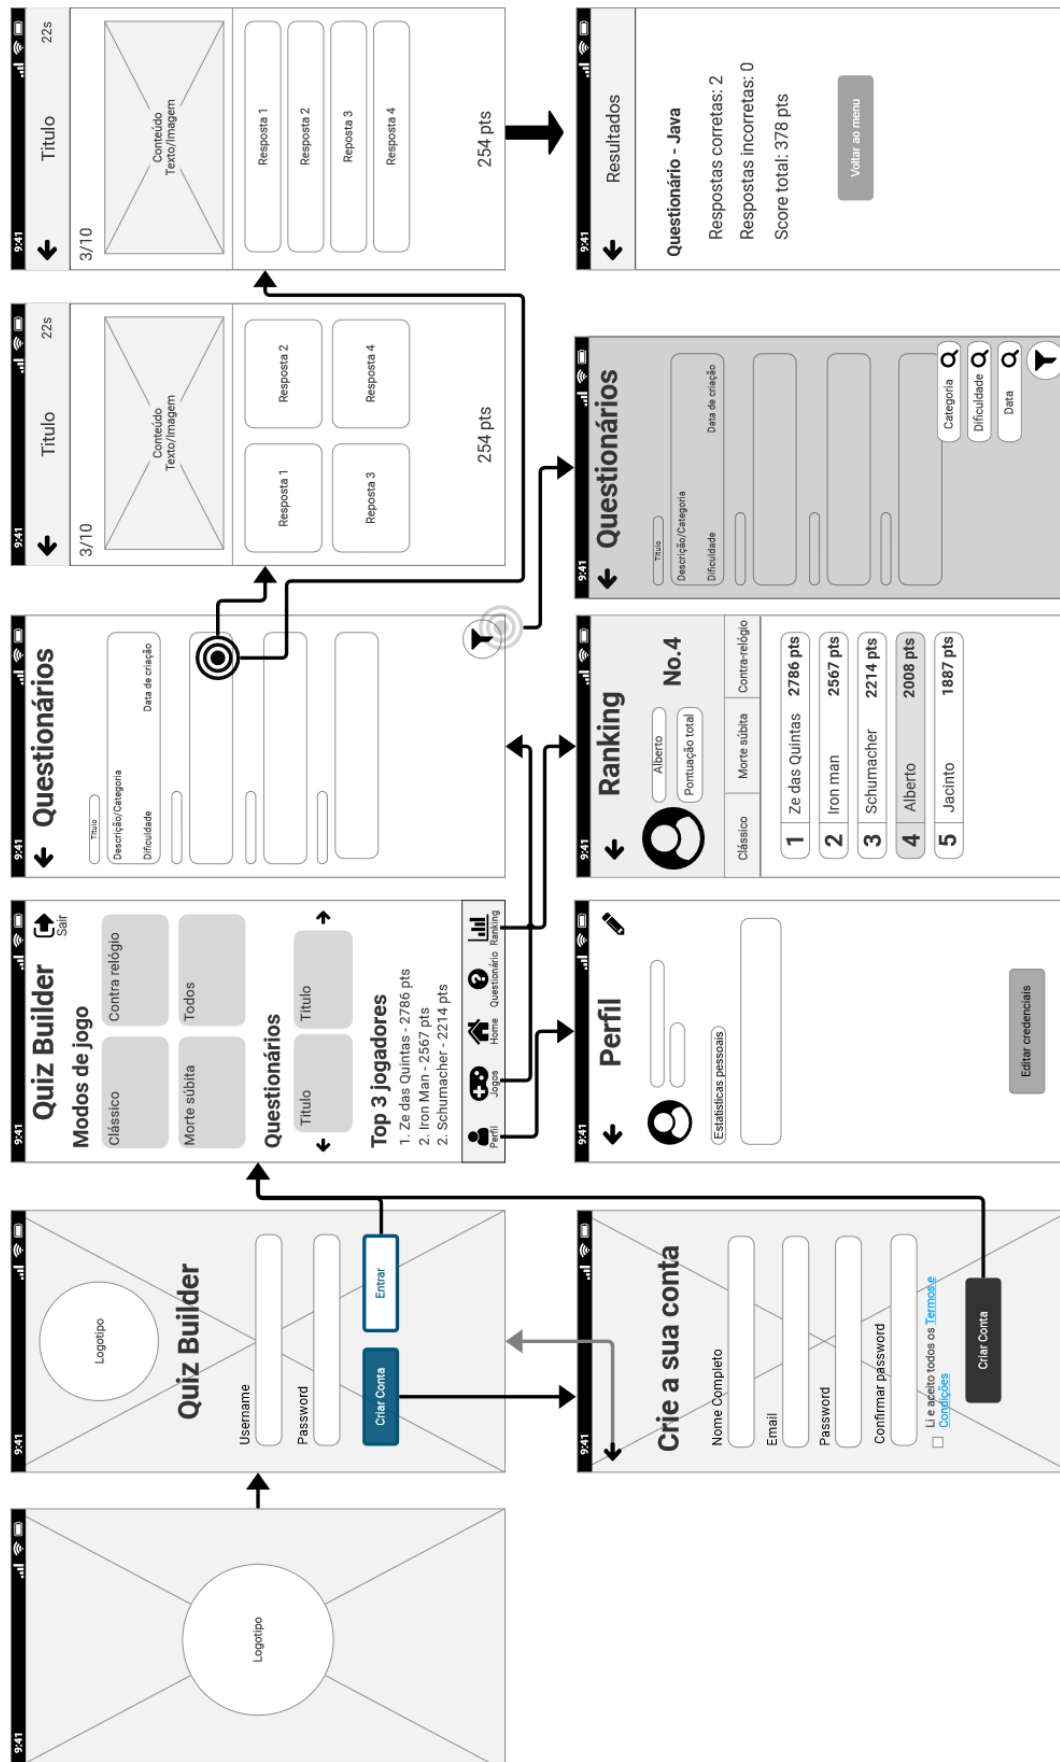 9:41
Logotipo
9:41
Logotipo
Quiz Builder
Username
Password
Criar Conta
Entrar
9:41
Quiz Builder
Sair
Modos de jogo
Clássico
Contra relógio
Morte súbita
Todos
Questionários
Titulo
Titulo
Top 3 jogadores
1. Ze das Quintas - 2786 pts
2. Iron Man - 2567 pts
2. Schumacher - 2214 pts
Perfil
Jogos
Home
Questionário
Ranking
9:41
Questionários
Titulo
Descrição/Categoria
Dificuldade
Data de criação
9:41
Titulo
22s
3/10
Conteúdo
Texto/Imagem
Resposta 1
Resposta 2
Resposta 3
Resposta 4
254 pts
9:41
Titulo
22s
3/10
Conteúdo
Texto/Imagem
Resposta 1
Resposta 2
Reposta 3
Resposta 4
254 pts
9:41
Crie a sua conta
Nome Completo
Email
Password
Confirmar password
Li e aceito todos os Termos e
Condições
Criar Conta
9:41
Perfil
Estatisticas pessoais
Editar credenciais
9:41
Ranking
Alberto
No.4
Pontuação total
Clássico
Morte súbita
Contra-relógio
1 Ze das Quintas 2786 pts
2 Iron man 2567 pts
3 Schumacher 2214 pts
4 Alberto 2008 pts
5 Jacinto 1887 pts
9:41
Questionários
Titulo
Descrição/Categoria
Dificuldade
Data de criação
Categoria
Dificuldade
Data
9:41
Resultados
Questionário - Java
Respostas corretas: 2
Respostas incorretas: 0
Score total: 378 pts
Voltar ao menu